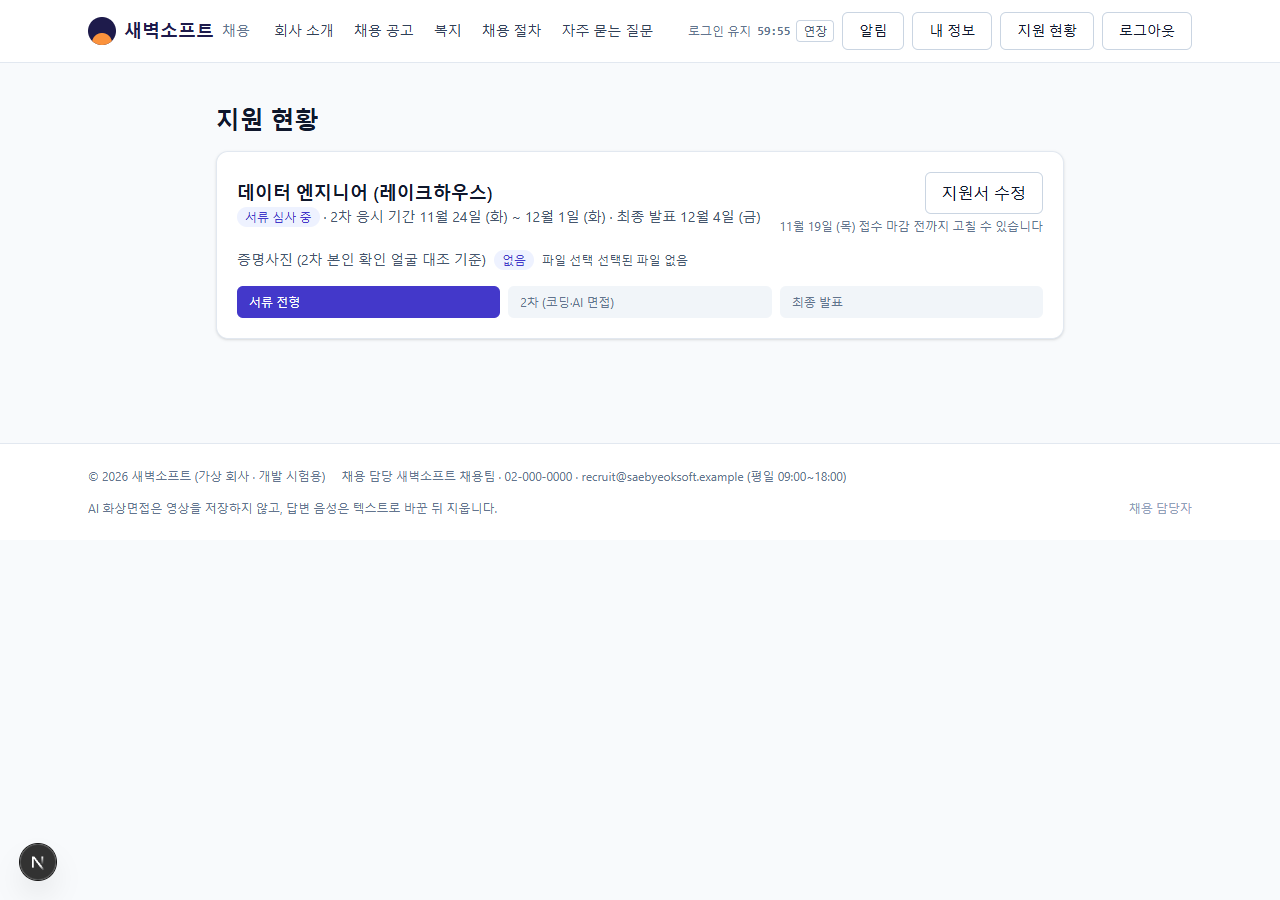 새벽소프트 채용 회사 소개 채용 공고 복지 채용 절차 자주 묻는 질문 로그인 유지 59:55 연장 알림 내 정보 지원 현황 로그아웃
지원 현황
데이터 엔지니어 (레이크하우스)
지원서 수정
서류 심사 중 · 2차 응시 기간 11월 24일 (화) ~ 12월 1일 (화) · 최종 발표 12월 4일 (금)
11월 19일 (목) 접수 마감 전까지 고칠 수 있습니다
증명사진 (2차 본인 확인 얼굴 대조 기준) 없음 파일 선택 선택된 파일 없음
서류 전형 2차 (코딩·AI 면접) 최종 발표
© 2026 새벽소프트 (가상 회사 · 개발 시험용) 채용 담당 새벽소프트 채용팀 · 02-000-0000 · recruit@saebyeoksoft.example (평일 09:00~18:00)
AI 화상면접은 영상을 저장하지 않고, 답변 음성은 텍스트로 바꾼 뒤 지웁니다. 채용 담당자
N